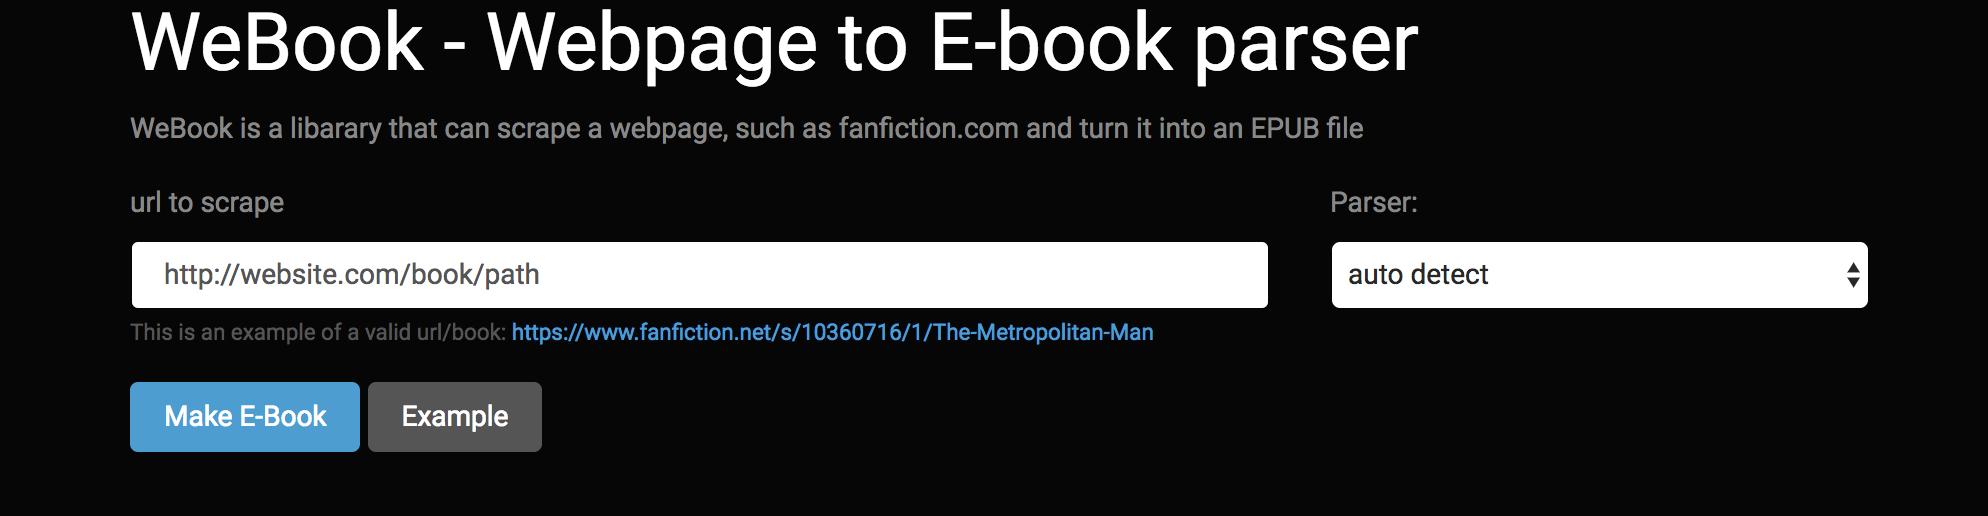 WeBook - Webpage to E-book parser
WeBook is a libarary that can scrape a webpage, such as fanfiction.com and turn it into an EPUB file
url to scrape
Parser:
http://website.com/book/path
auto detect
This is an example of a valid url/book: https://www.fanfiction.net/s/10360716/1/The-Metropolitan-Man
Make E-Book
Example